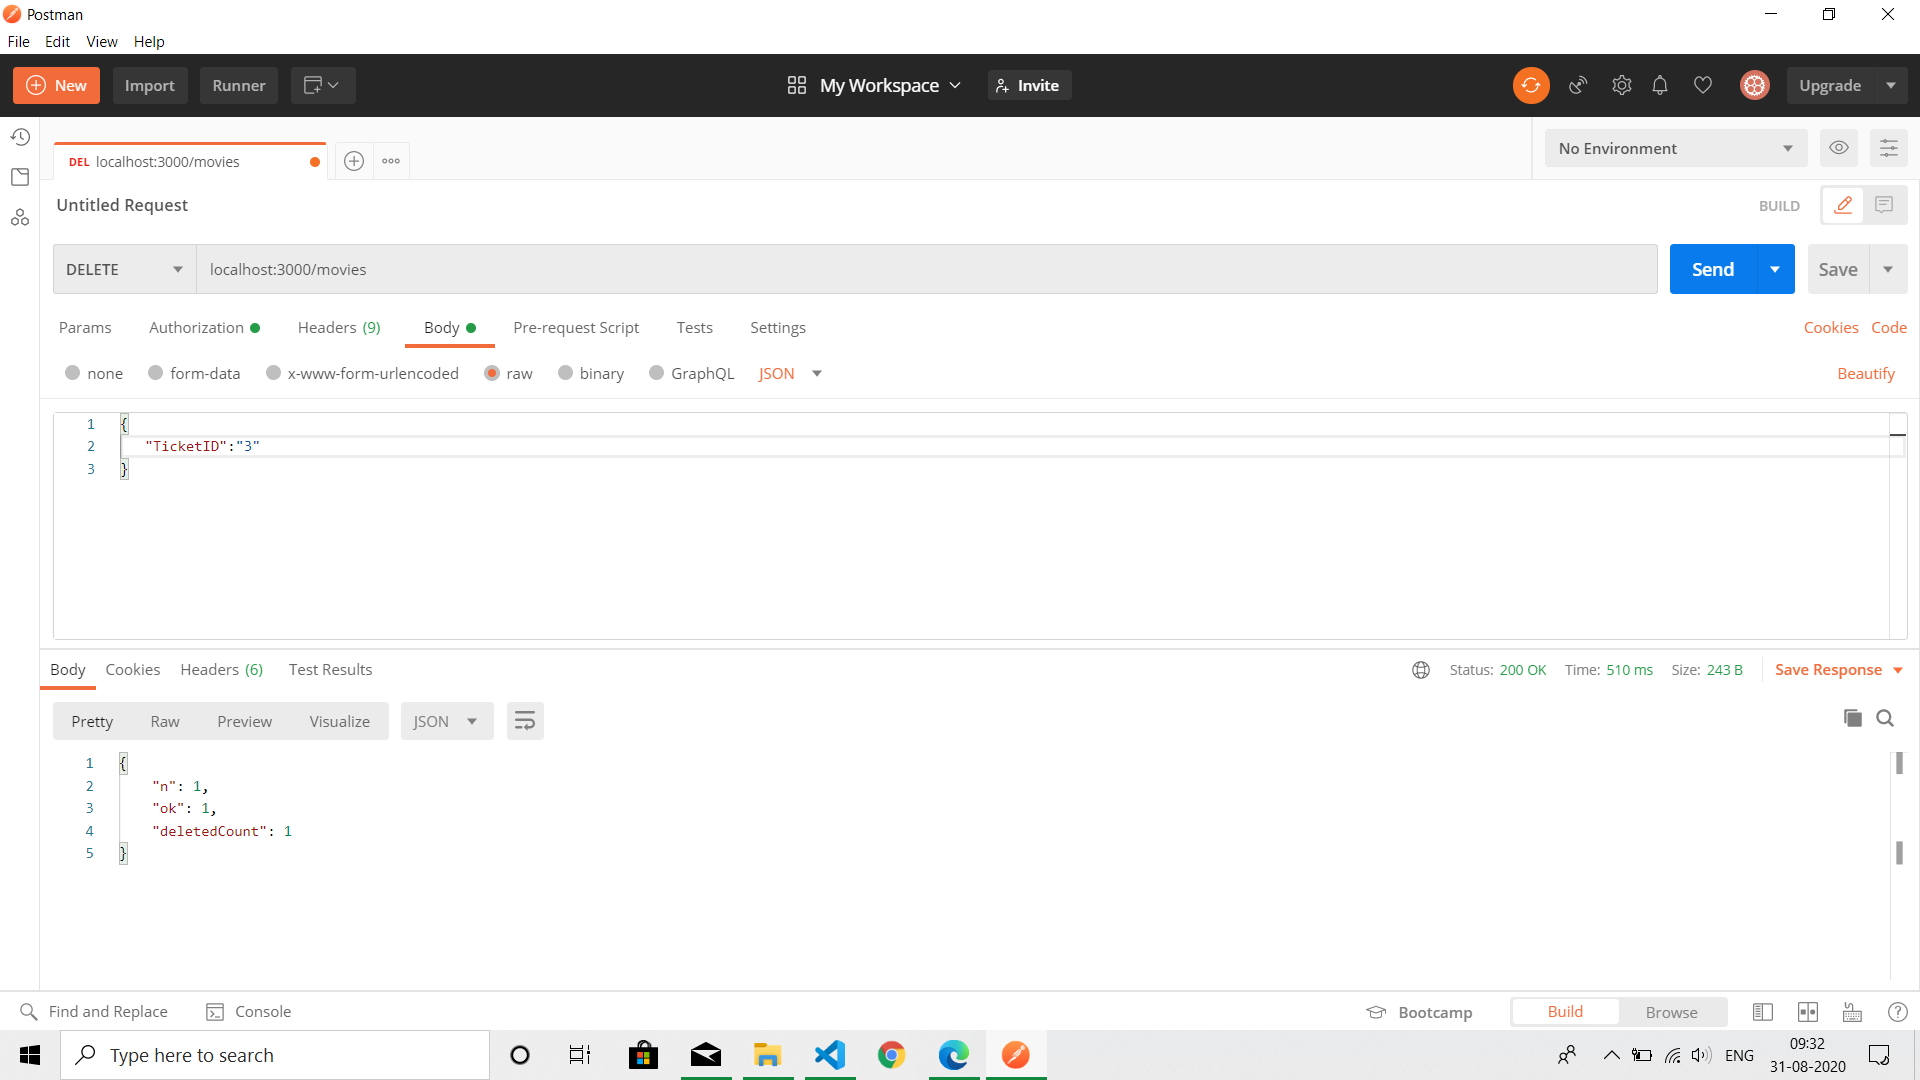 Postman
File Edit View Help
New Import Runner My Workspace Invite Upgrade
DEL localhost:3000/movies No Environment
Untitled Request BUILD
DELETE localhost:3000/movies Send Save
Params Authorization Headers (9) Body Pre-request Script Tests Settings Cookies Code
none form-data x-www-form-urlencoded raw binary GraphQL JSON Beautify
1 {
2 "TicketID":"3"
3 }
Body Cookies Headers (6) Test Results Status: 200 OK Time: 510 ms Size: 243 B Save Response
Pretty Raw Preview Visualize JSON
1 {
2 "n": 1,
3 "ok": 1,
4 "deletedCount": 1
5 }
Find and Replace Console Bootcamp Build Browse
Type here to search ENG 09:32
31-08-2020